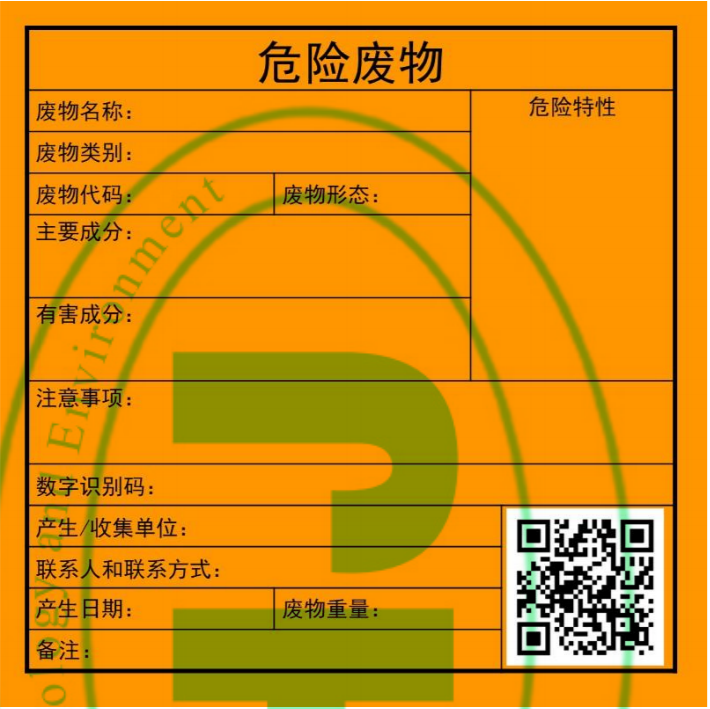 危险废物
废物名称：
危险特性
废物类别：
废物代码：
废物形态：
主要成分：
有害成分：
注意事项：
数字识别码：
产生/收集单位：
联系人和联系方式：
产生日期：
废物重量：
备注：
ology and Environment